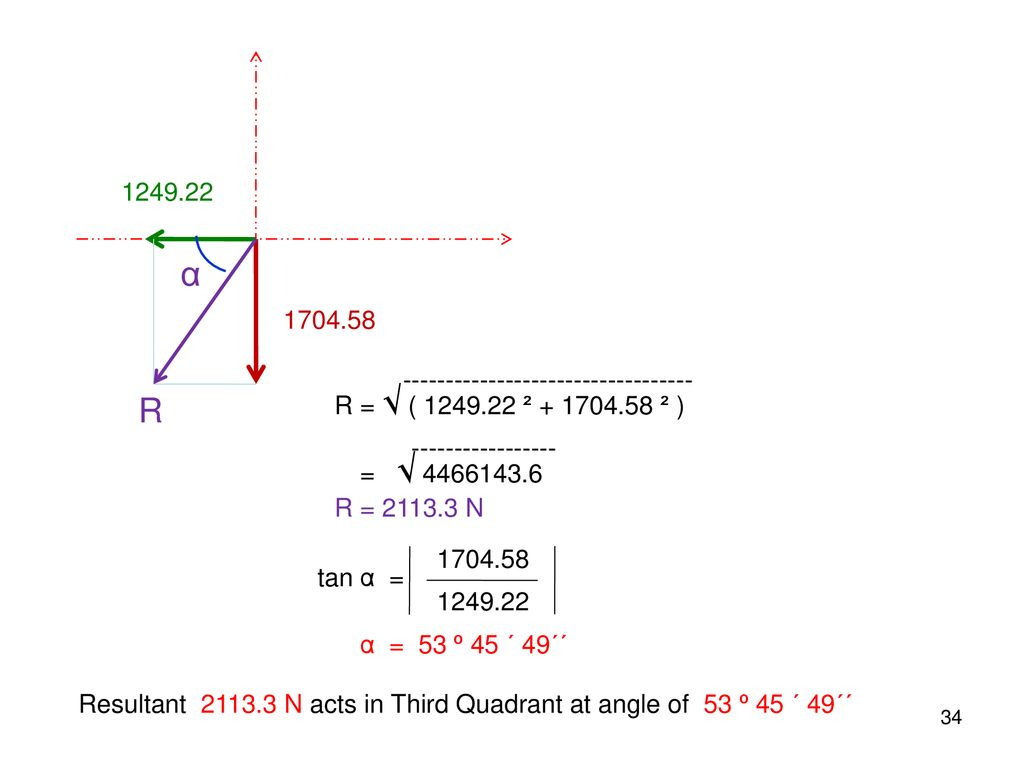 1249.22
α
1704.58
R
---------------------------------
R = √ ( 1249.22 ² + 1704.58 ² )
-----------------
= √ 4466143.6
R = 2113.3 N
1704.58
tan α =
1249.22
α = 53 º 45 ´ 49´´
Resultant 2113.3 N acts in Third Quadrant at angle of 53 º 45 ´ 49´´
34